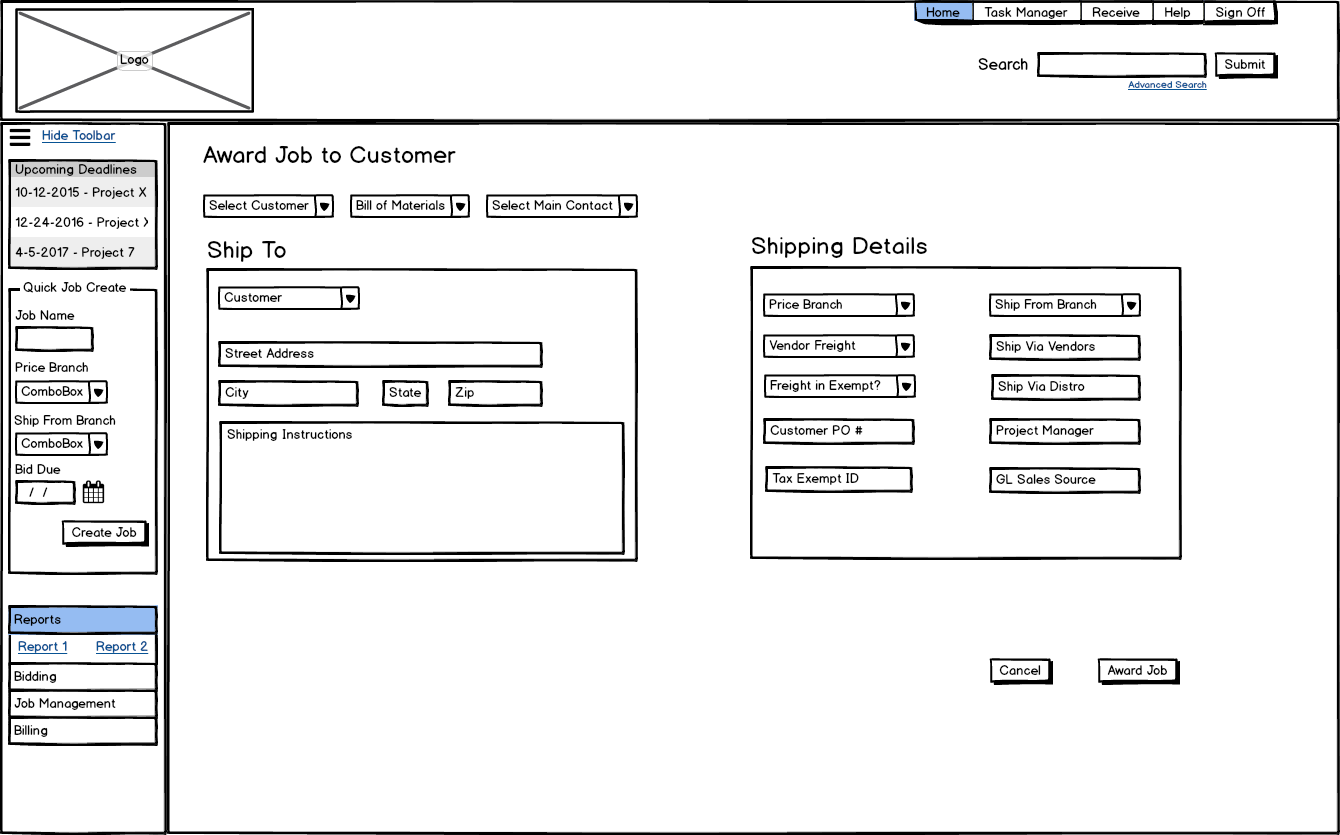 Home Task Manager Receive Help Sign Off
Logo
Search Submit
Advanced Search
Hide Toolbar
Upcoming Deadlines
10-12-2015 - Project X
12-24-2016 - Project
4-5-2017 - Project 7
Quick Job Create
Job Name
Price Branch
ComboBox
Ship From Branch
ComboBox
Bid Due
/ /
Create Job
Reports
Report 1 Report 2
Bidding
Job Management
Billing
Award Job to Customer
Select Customer Bill of Materials Select Main Contact
Ship To
Customer
Street Address
City State Zip
Shipping Instructions
Shipping Details
Price Branch Ship From Branch
Vendor Freight Ship Via Vendors
Freight in Exempt? Ship Via Distro
Customer PO # Project Manager
Tax Exempt ID GL Sales Source
Cancel Award Job